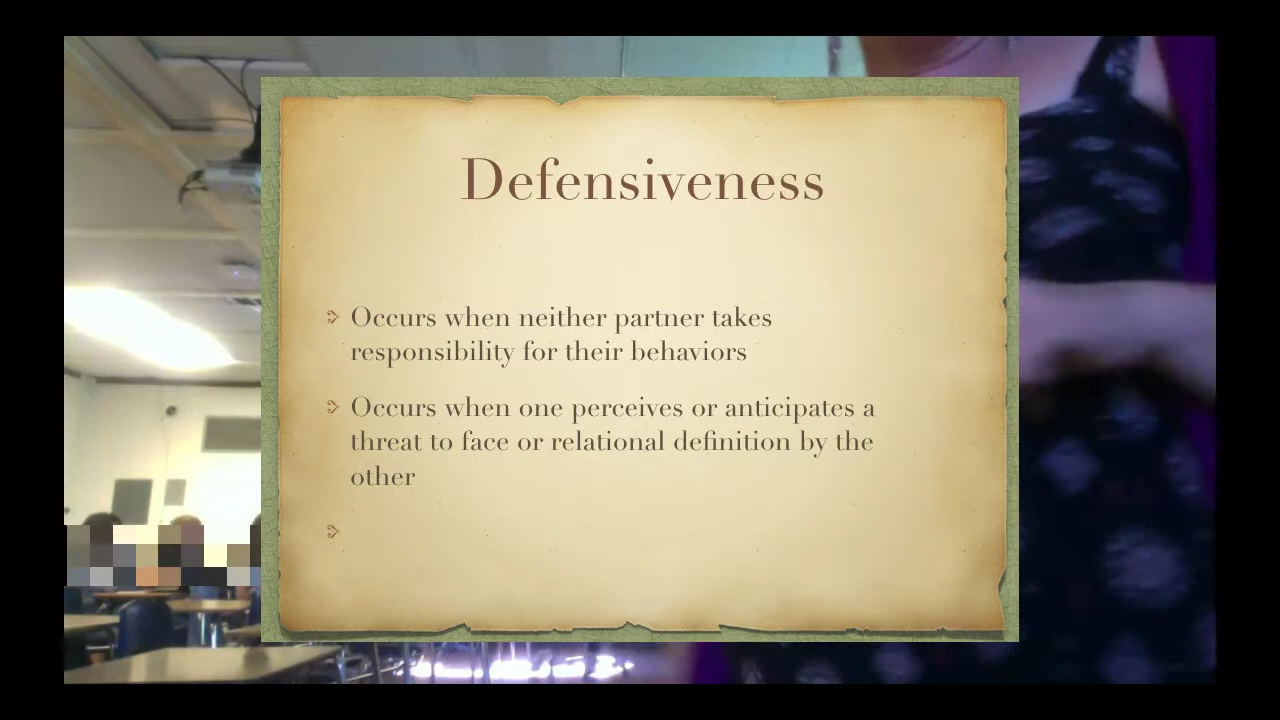 Defensiveness
Occurs when neither partner takes
responsibility for their behaviors
Occurs when one perceives or anticipates a
threat to face or relational definition by the
other